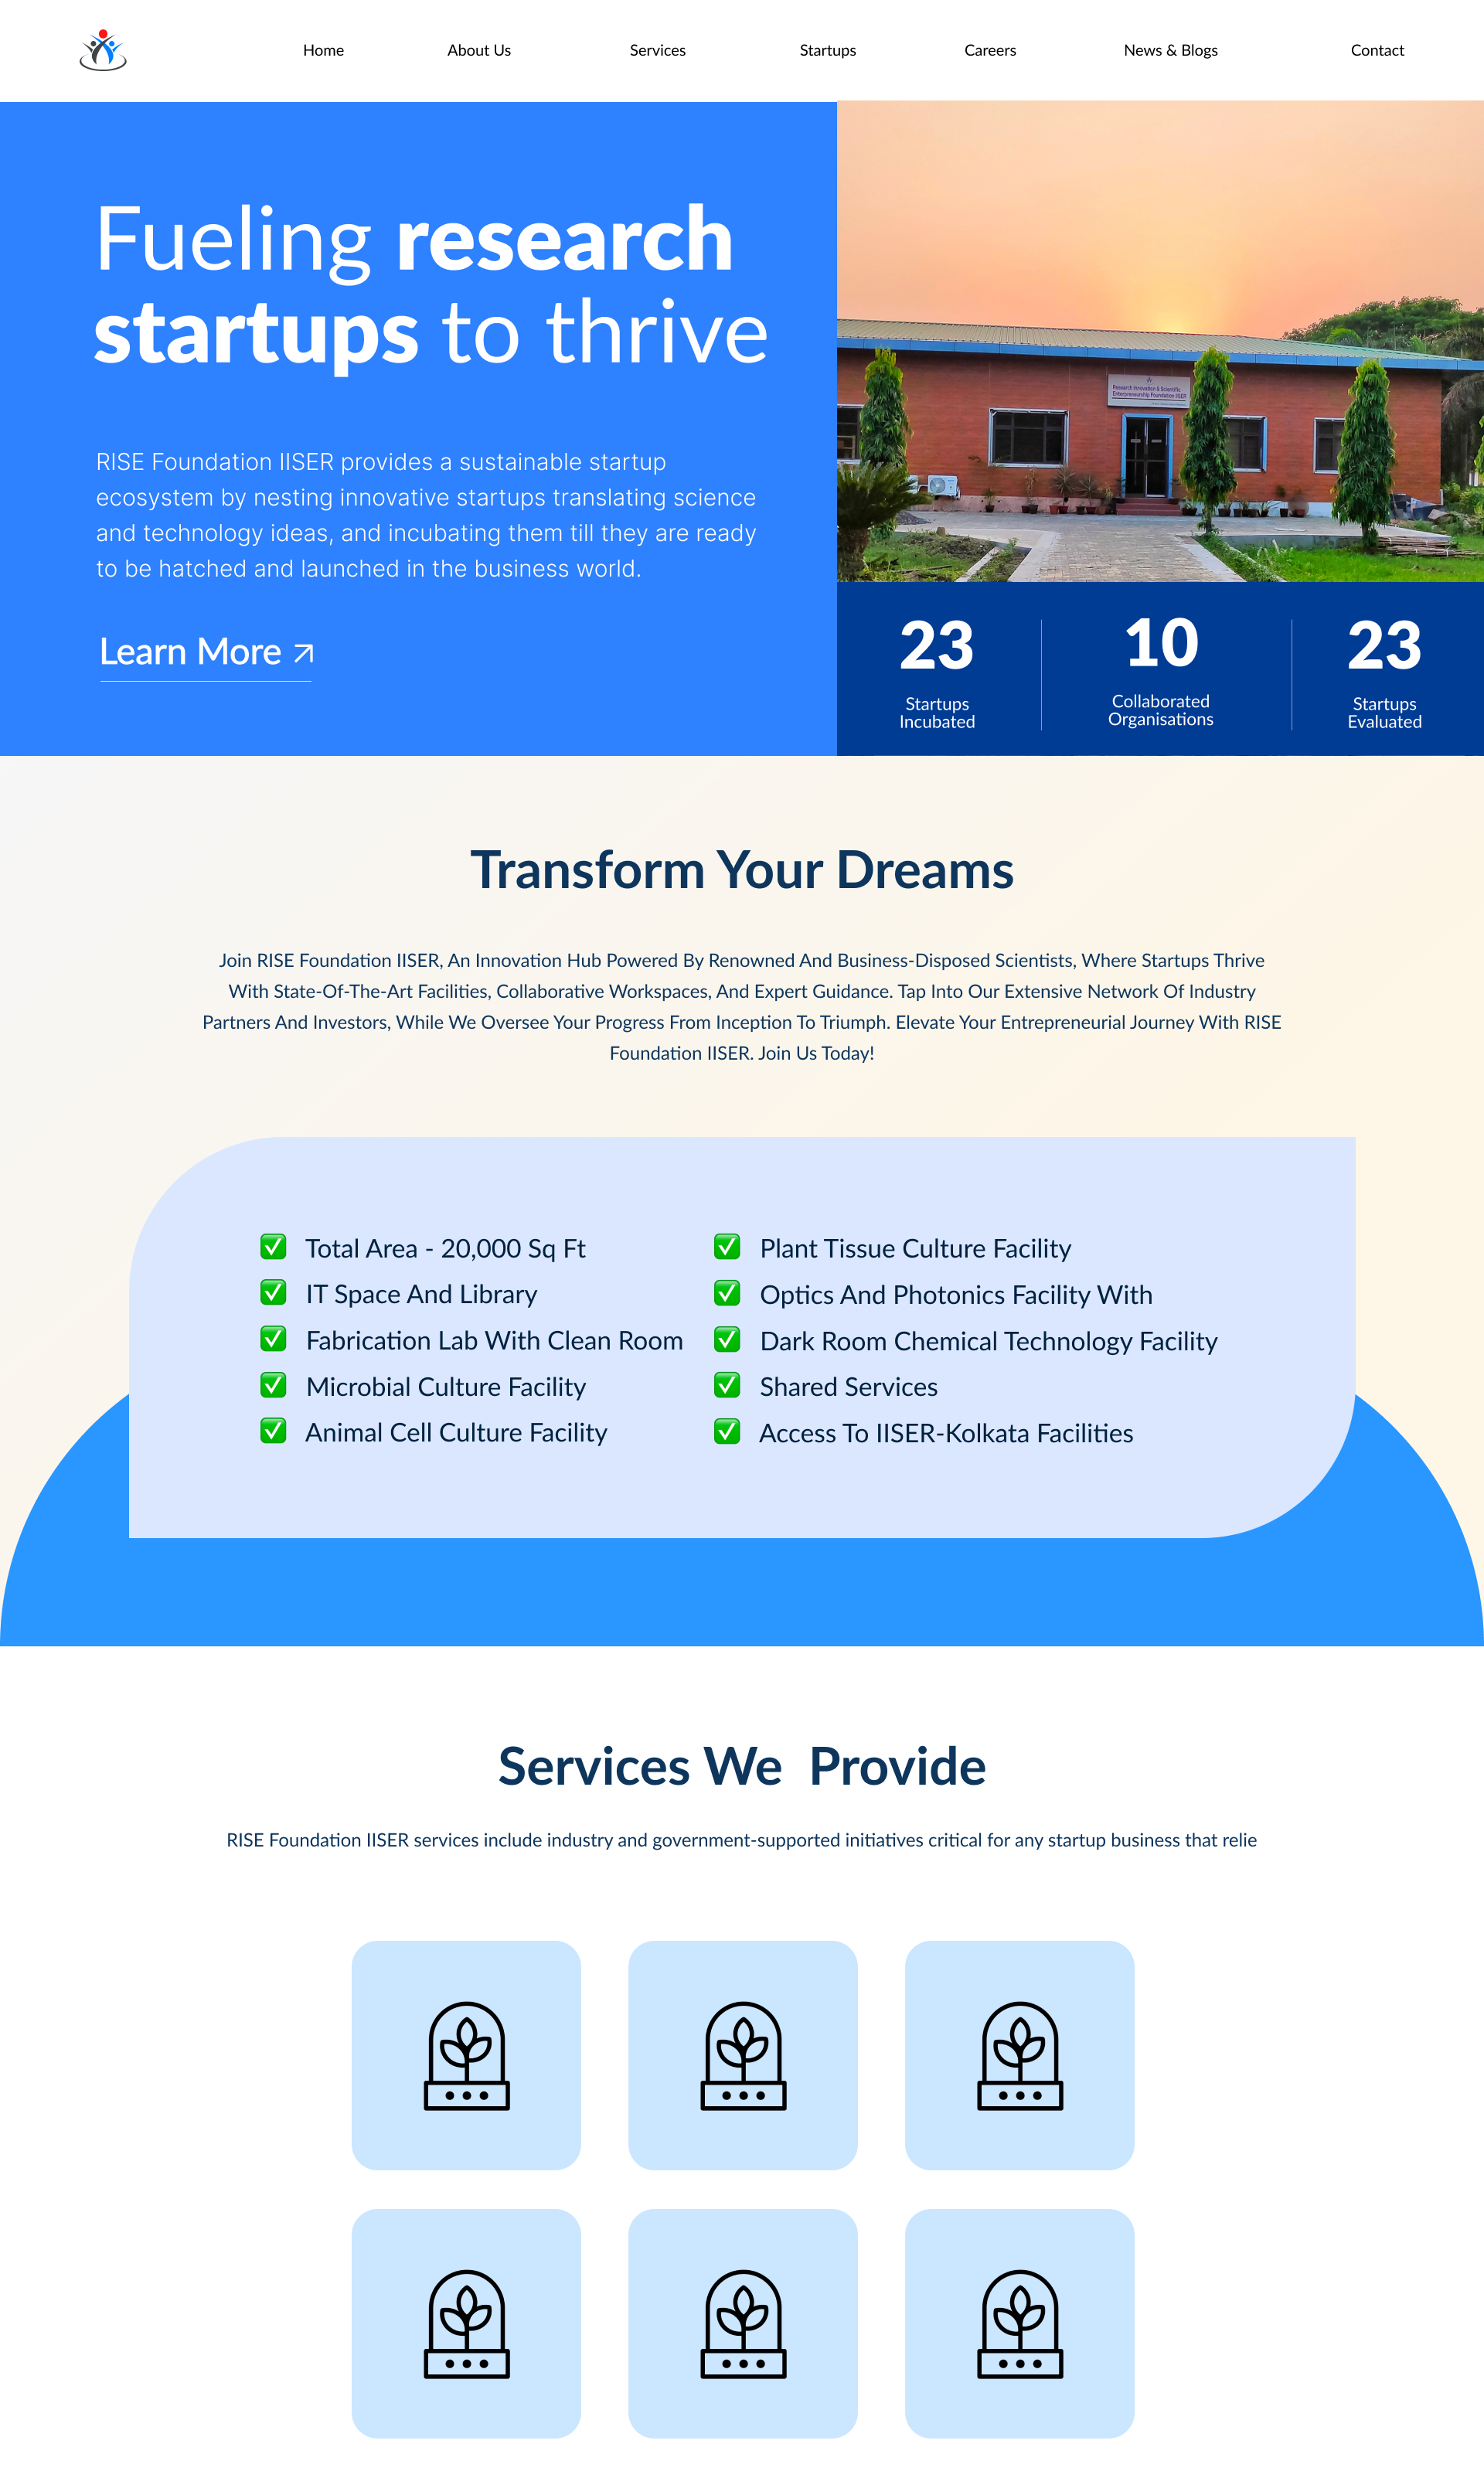 Home
About Us
Services
Startups
Careers
News & Blogs
Contact
Fueling research
startups to thrive
RISE Foundation IISER provides a sustainable startup
ecosystem by nesting innovative startups translating science
and technology ideas, and incubating them till they are ready
to be hatched and launched in the business world.
Learn More
Research Innovation & Scientific
Enterpreneurship Foundation IISER
23
Startups
Incubated
10
Collaborated
Organisations
23
Startups
Evaluated
Transform Your Dreams
Join RISE Foundation IISER, An Innovation Hub Powered By Renowned And Business-Disposed Scientists, Where Startups Thrive
With State-Of-The-Art Facilities, Collaborative Workspaces, And Expert Guidance. Tap Into Our Extensive Network Of Industry
Partners And Investors, While We Oversee Your Progress From Inception To Triumph. Elevate Your Entrepreneurial Journey With RISE
Foundation IISER. Join Us Today!
Total Area - 20,000 Sq Ft
IT Space And Library
Fabrication Lab With Clean Room
Microbial Culture Facility
Animal Cell Culture Facility
Plant Tissue Culture Facility
Optics And Photonics Facility With
Dark Room Chemical Technology Facility
Shared Services
Access To IISER-Kolkata Facilities
Services We  Provide
RISE Foundation IISER services include industry and government-supported initiatives critical for any startup business that relie